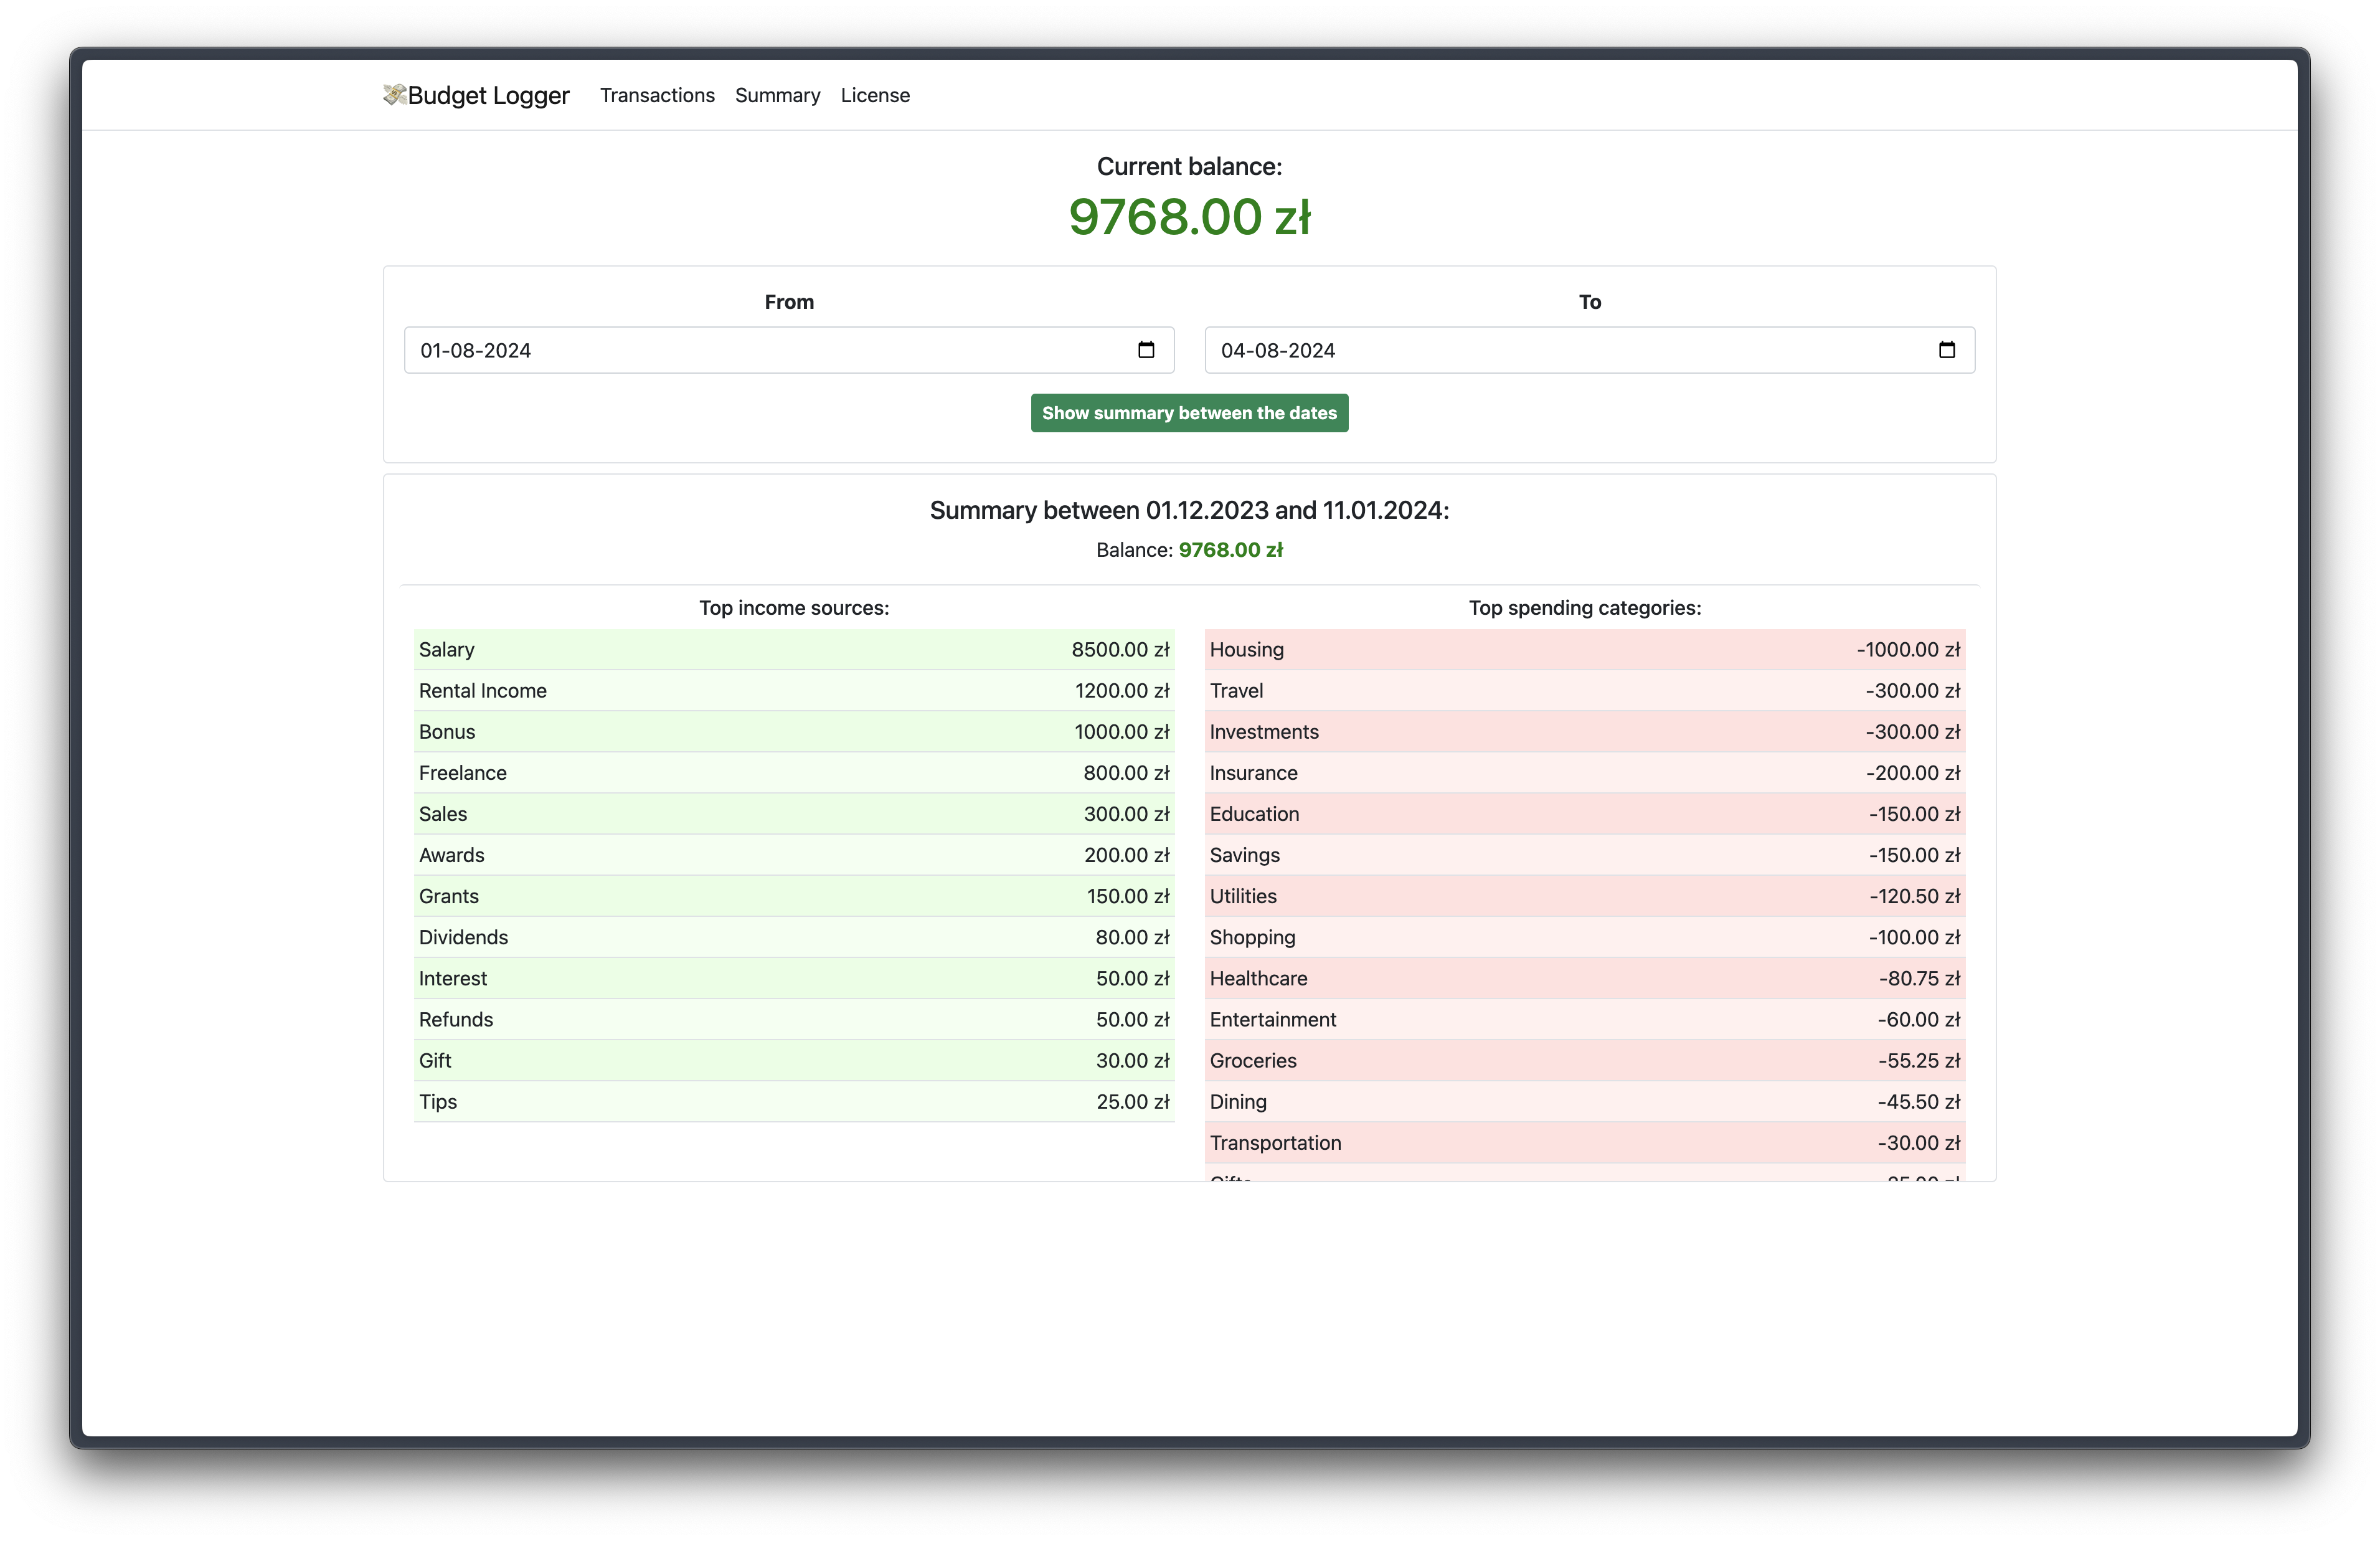 💸Budget Logger Transactions Summary License
Current balance:
9768.00 zł
From To
01-08-2024 04-08-2024
Show summary between the dates
Summary between 01.12.2023 and 11.01.2024:
Balance: 9768.00 zł
Top income sources:
Salary 8500.00 zł
Rental Income 1200.00 zł
Bonus 1000.00 zł
Freelance 800.00 zł
Sales 300.00 zł
Awards 200.00 zł
Grants 150.00 zł
Dividends 80.00 zł
Interest 50.00 zł
Refunds 50.00 zł
Gift 30.00 zł
Tips 25.00 zł
Top spending categories:
Housing -1000.00 zł
Travel -300.00 zł
Investments -300.00 zł
Insurance -200.00 zł
Education -150.00 zł
Savings -150.00 zł
Utilities -120.50 zł
Shopping -100.00 zł
Healthcare -80.75 zł
Entertainment -60.00 zł
Groceries -55.25 zł
Dining -45.50 zł
Transportation -30.00 zł